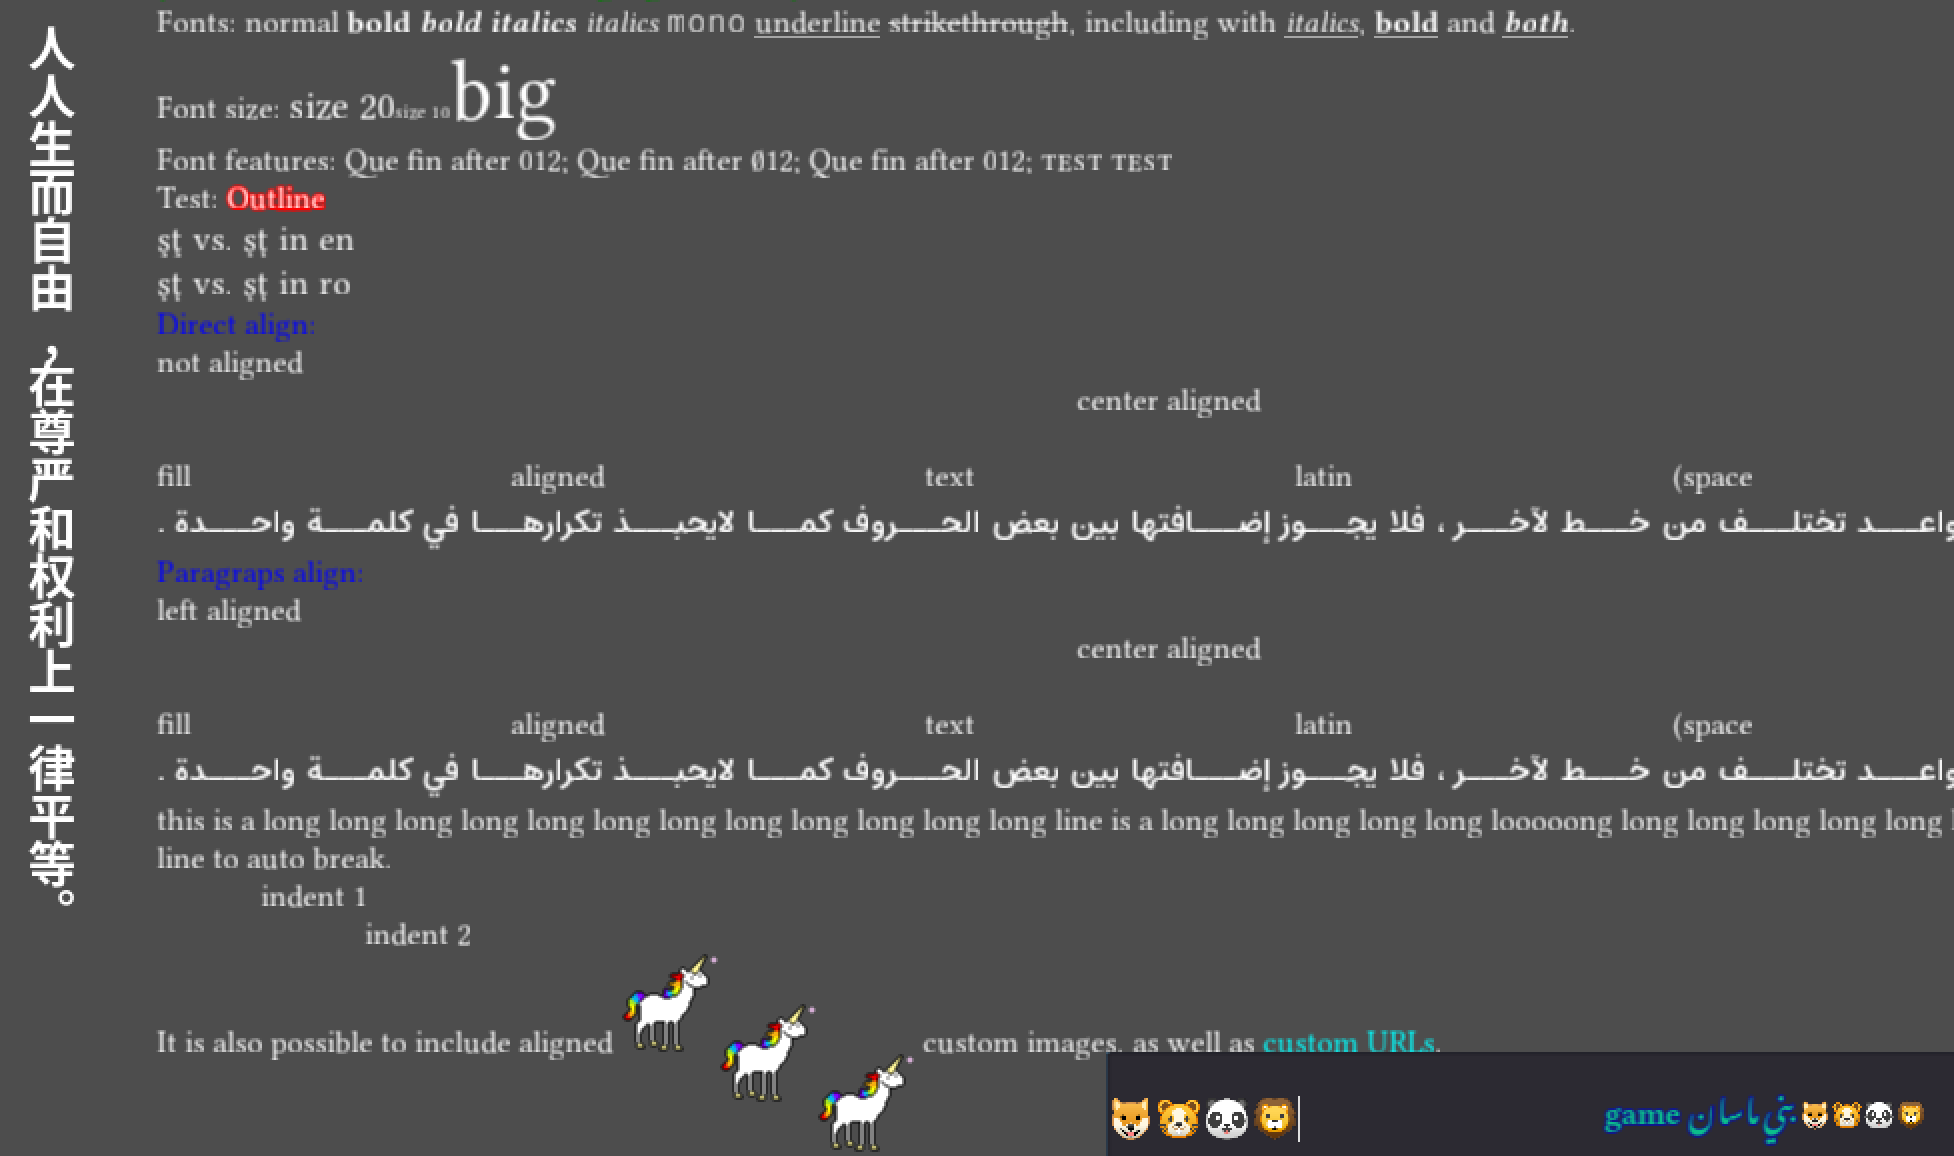 人人生而自由，在尊严和权利上一律平等。
Fonts: normal bold bold italics italics mono underline strikethrough, including with italics, bold and both.
Font size: size 20size 10big
Font features: Que fin after 012; Que fin after 012; Que fin after 012; TEST TEST
Test: Outline
șț vs. șț in en
șț vs. șț in ro
Direct align:
not aligned
center aligned
fill aligned text latin (space
واعـــد تختلـــف من خـــط لآخـــر ، فلا يجـــوز إضـــافتها بين بعض الحـــروف كمـــا لايحبـــذ تكرارهـــا في كلمـــة واحـــدة .
Paragraps align:
left aligned
center aligned
fill aligned text latin (space
واعـــد تختلـــف من خـــط لآخـــر ، فلا يجـــوز إضـــافتها بين بعض الحـــروف كمـــا لايحبـــذ تكرارهـــا في كلمـــة واحـــدة .
this is a long long long long long long long long long long long long long line is a long long long long long looooong long long long long long
line to auto break.
indent 1
indent 2
It is also possible to include aligned custom images, as well as custom URLs.
🦊🐯🐼🦁
game بني ماسان 🦊🐯🐼🦁